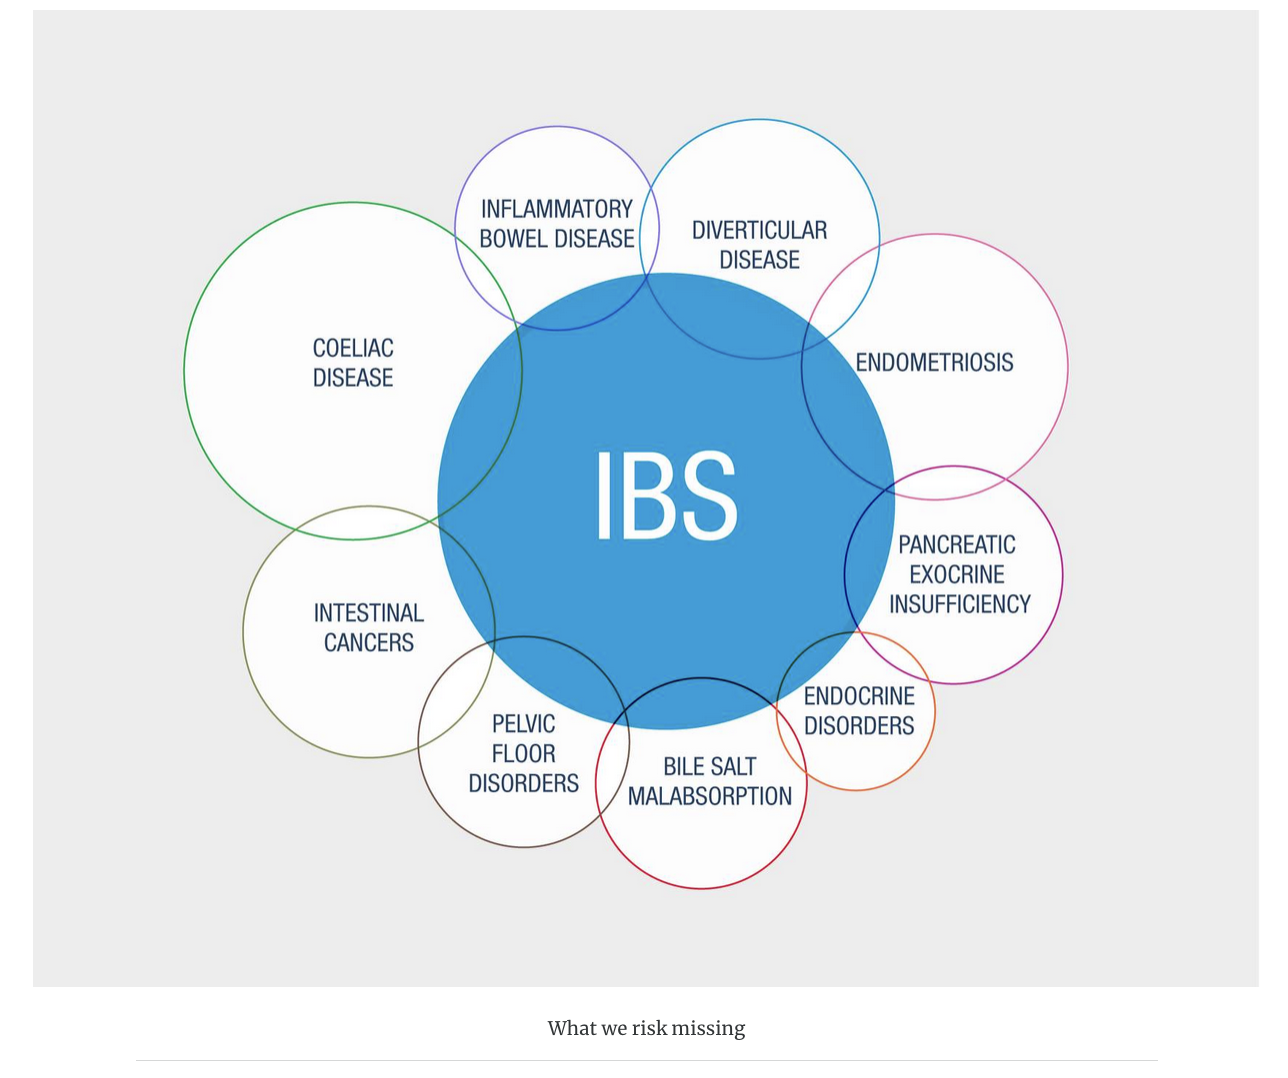 INFLAMMATORY
BOWEL DISEASE
DIVERTICULAR
DISEASE
COELIAC
DISEASE
ENDOMETRIOSIS
IBS
PANCREATIC
EXOCRINE
INSUFFICIENCY
INTESTINAL
CANCERS
ENDOCRINE
DISORDERS
PELVIC
FLOOR
DISORDERS
BILE SALT
MALABSORPTION
What we risk missing